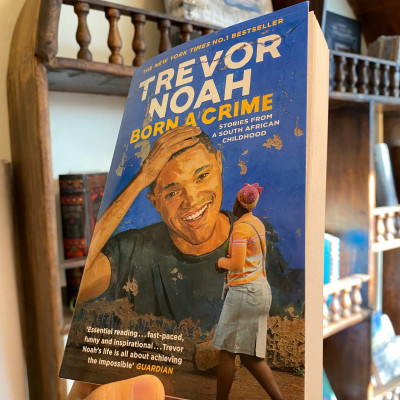 THE NEW YORK TIMES NO.1 BESTSELLER
TREVOR
NOAH
BORN A CRIME
STORIES FROM
A SOUTH AFRICAN
CHILDHOOD
'Essential reading...fast-paced,
funny and inspirational...Trevor
Noah's life is all about achieving
the impossible' GUARDIAN